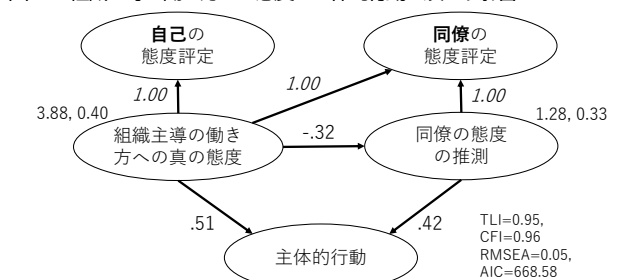 自己の
態度評定
同僚の
態度評定
1.00
1.00
1.00
3.88, 0.40
1.28, 0.33
組織主導の働き
方への真の態度
-.32
同僚の態度
の推測
.51
.42
主体的行動
TLI=0.95,
CFI=0.96
RMSEA=0.05,
AIC=668.58